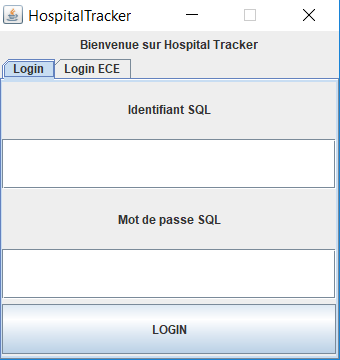 HospitalTracker
Bienvenue sur Hospital Tracker
Login Login ECE
Identifiant SQL
Mot de passe SQL
LOGIN